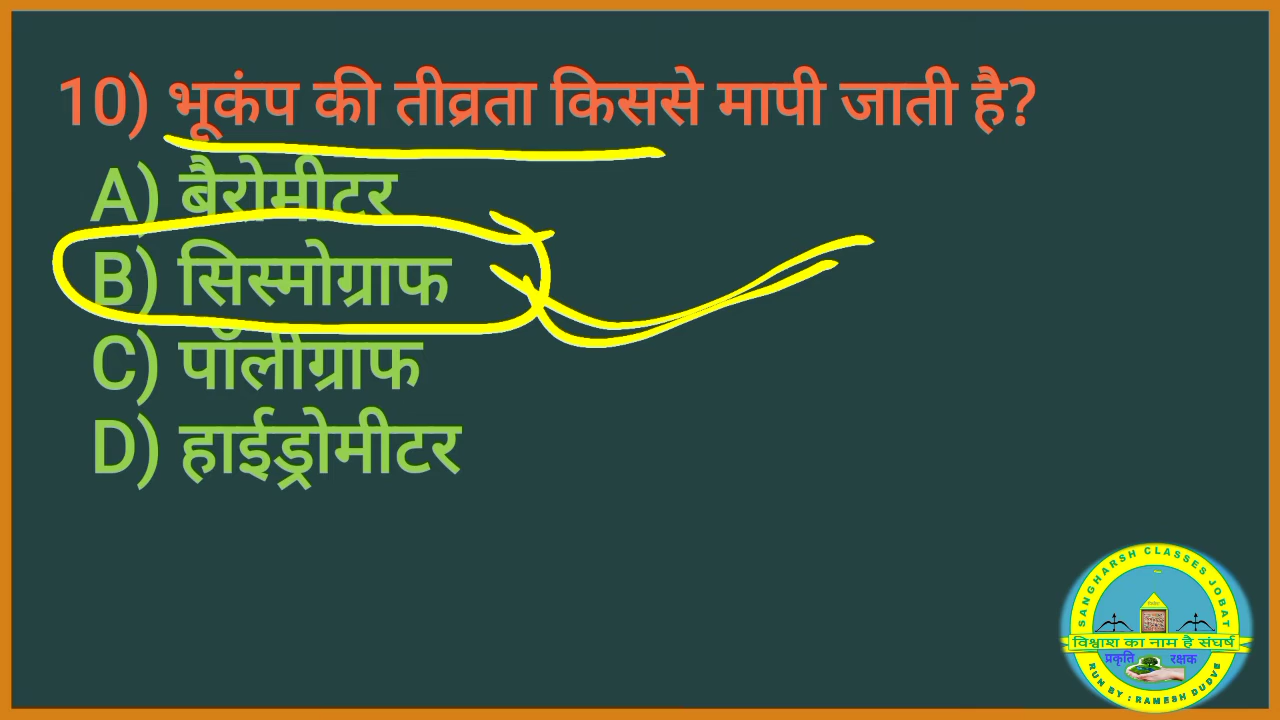 10) भूकंप की तीव्रता किससे मापी जाती है?
A) बैरोमीटर
B) सिस्मोग्राफ
C) पॉलीग्राफ
D) हाईड्रोमीटर
SANGHARSH CLASSES JOBAT
विश्वाश का नाम है संघर्ष
प्रकृति रक्षक
RUN BY : RAMESH DUDVE